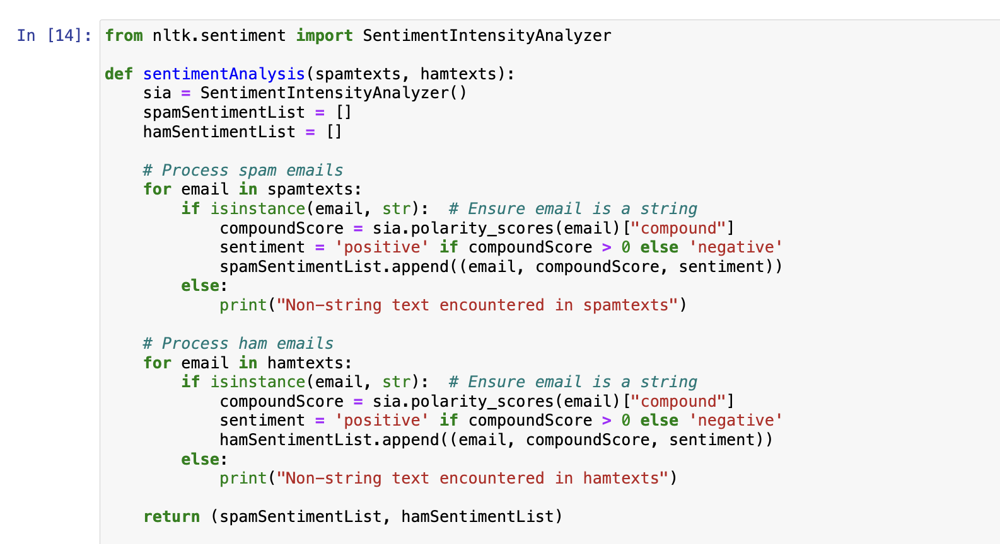 In [14]: from nltk.sentiment import SentimentIntensityAnalyzer

def sentimentAnalysis(spamtexts, hamtexts):
    sia = SentimentIntensityAnalyzer()
    spamSentimentList = []
    hamSentimentList = []

    # Process spam emails
    for email in spamtexts:
        if isinstance(email, str):  # Ensure email is a string
            compoundScore = sia.polarity_scores(email)["compound"]
            sentiment = 'positive' if compoundScore > 0 else 'negative'
            spamSentimentList.append((email, compoundScore, sentiment))
        else:
            print("Non-string text encountered in spamtexts")

    # Process ham emails
    for email in hamtexts:
        if isinstance(email, str):  # Ensure email is a string
            compoundScore = sia.polarity_scores(email)["compound"]
            sentiment = 'positive' if compoundScore > 0 else 'negative'
            hamSentimentList.append((email, compoundScore, sentiment))
        else:
            print("Non-string text encountered in hamtexts")

    return (spamSentimentList, hamSentimentList)